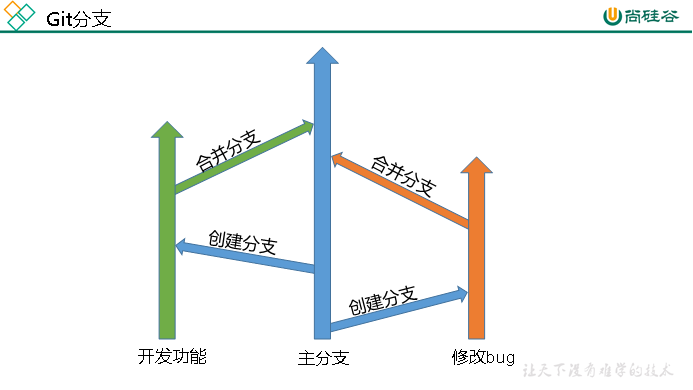 Git分支
尚硅谷
合并分支
合并分支
创建分支
创建分支
开发功能
主分支
修改bug
让天下没有难学的技术